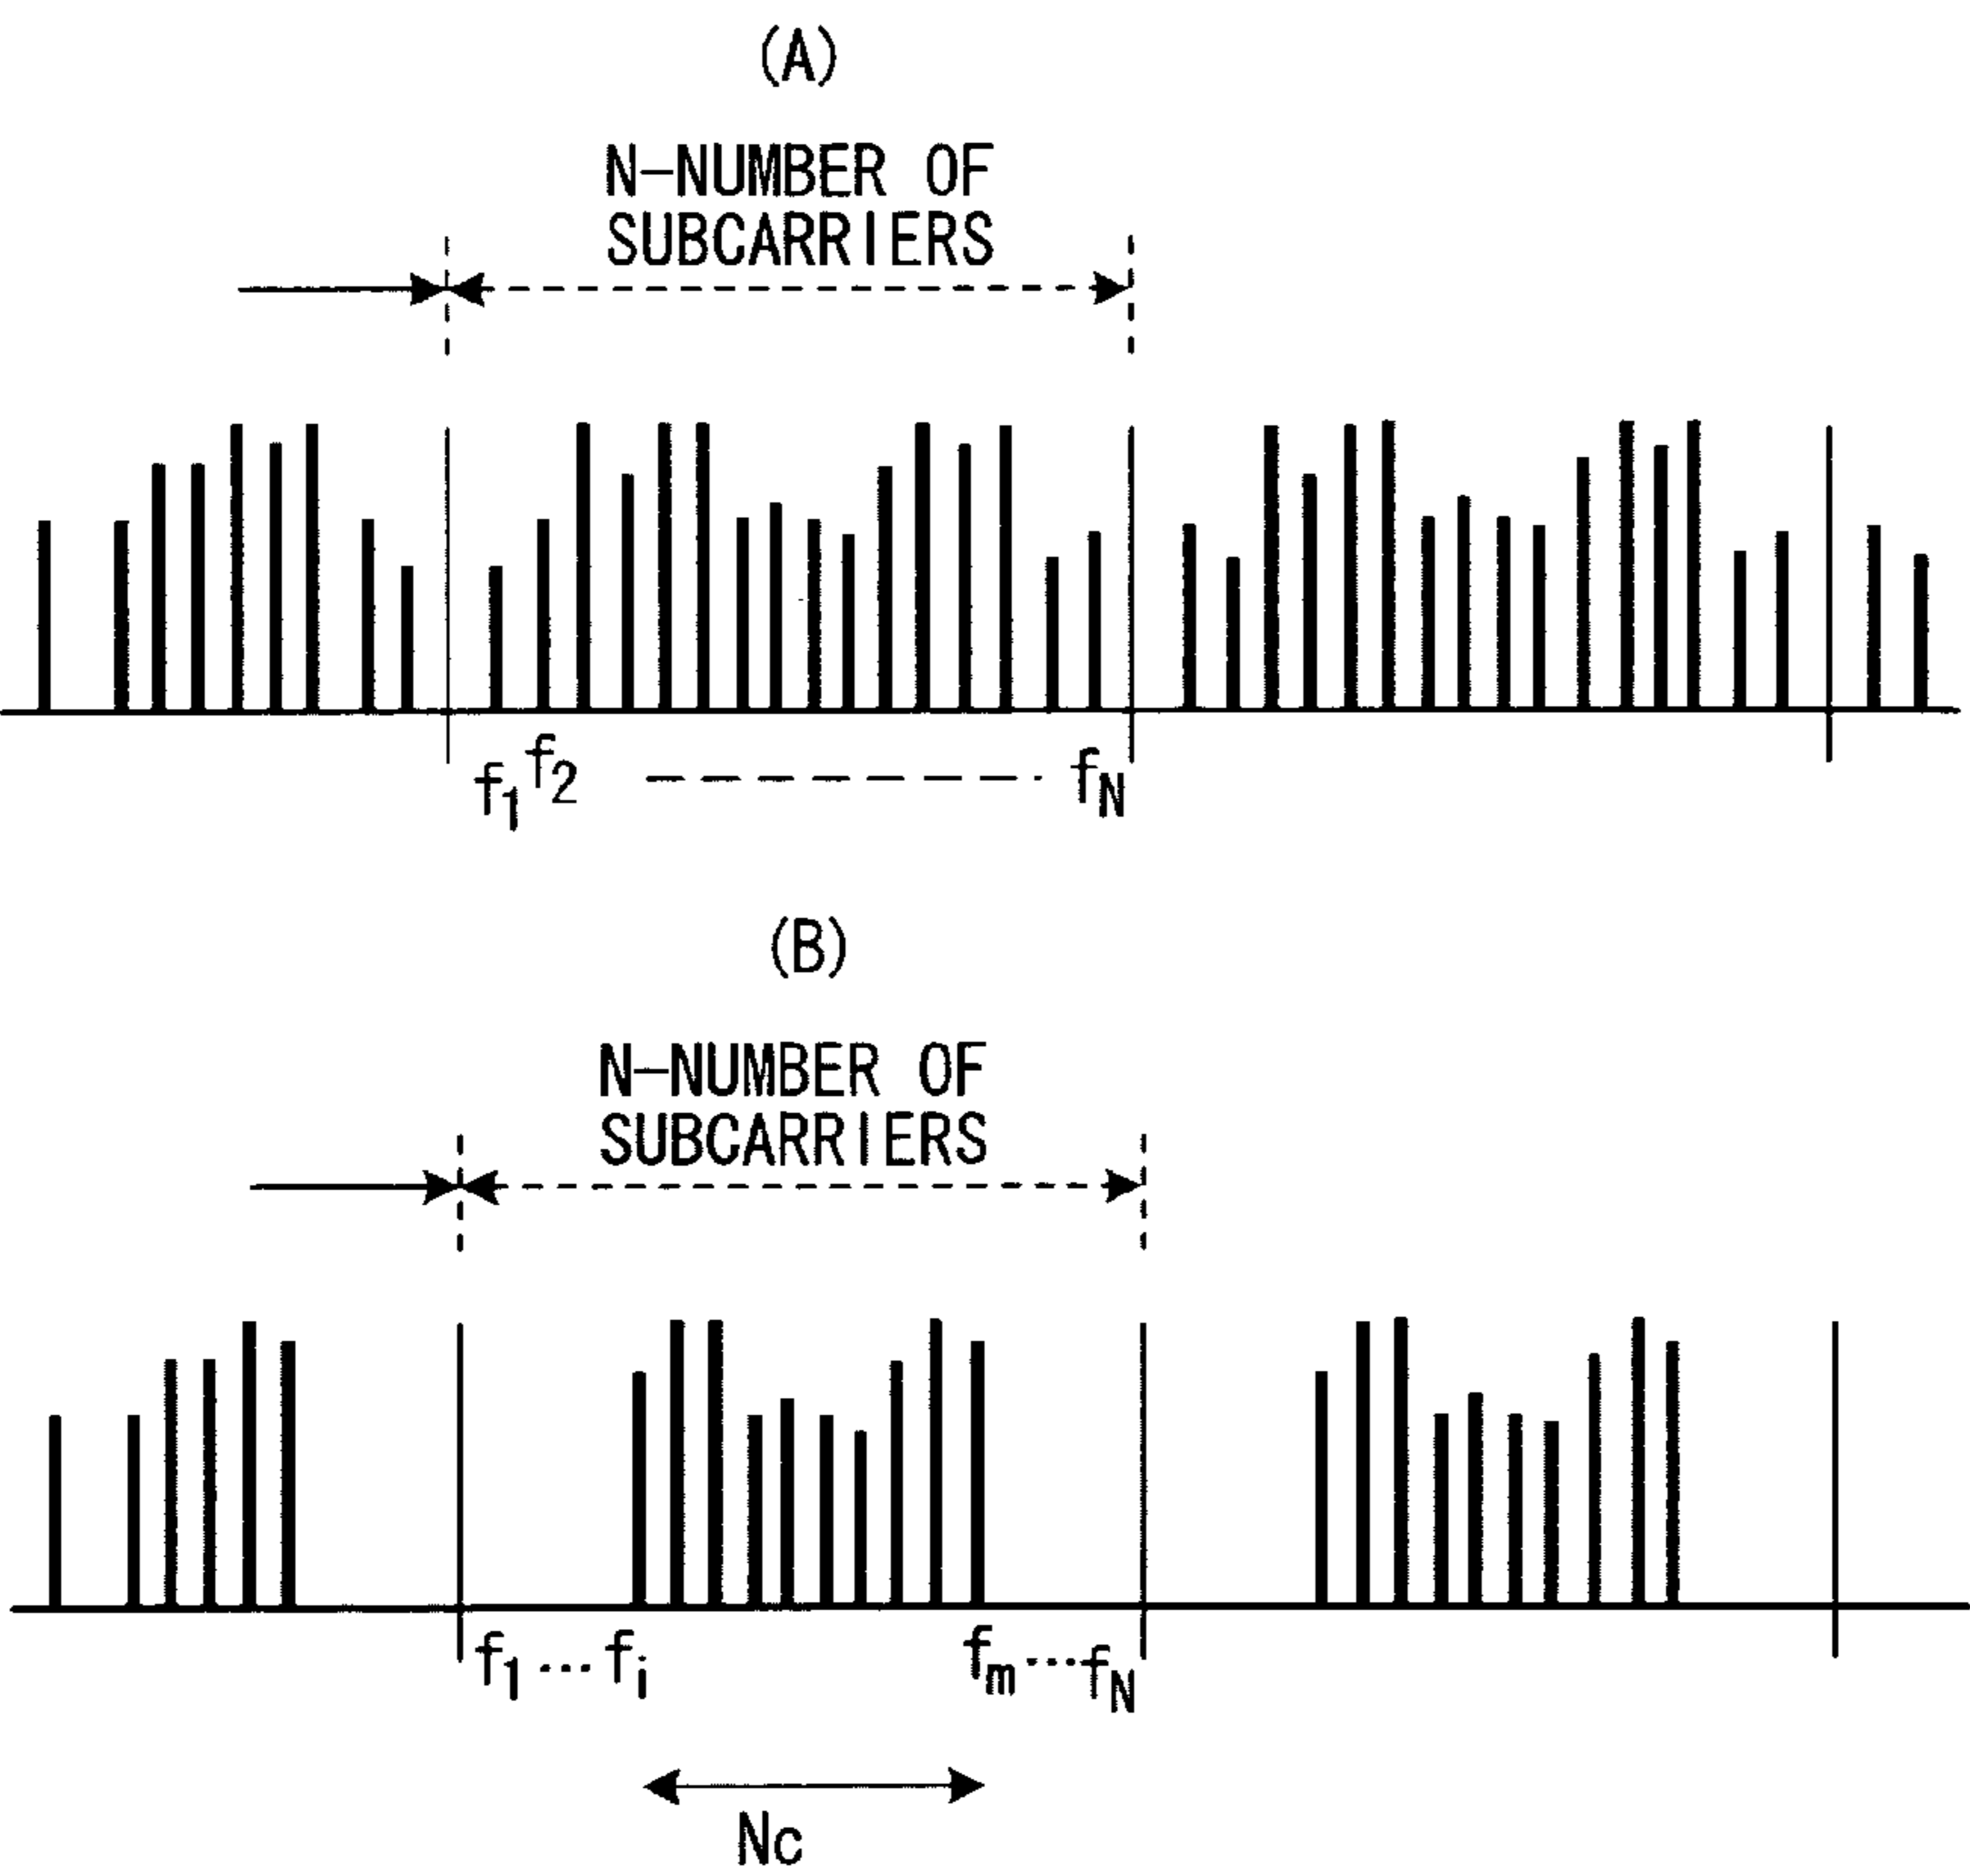 (A)
N-NUMBER OF
SUBCARRIERS
f1 f2 fN
(B)
N-NUMBER OF
SUBCARRIERS
f1...fi fm...fN
Nc